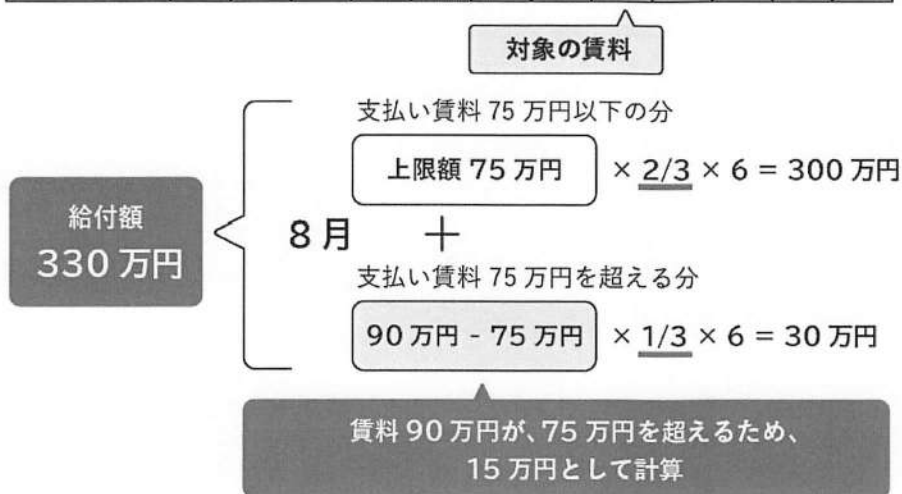 対象の賃料
支払い賃料 75 万円以下の分
上限額 75 万円 × 2/3 × 6 = 300 万円
給付額
330 万円
8 月 +
支払い賃料 75 万円を超える分
90 万円 - 75 万円 × 1/3 × 6 = 30 万円
賃料 90 万円が、75 万円を超えるため、
15 万円として計算